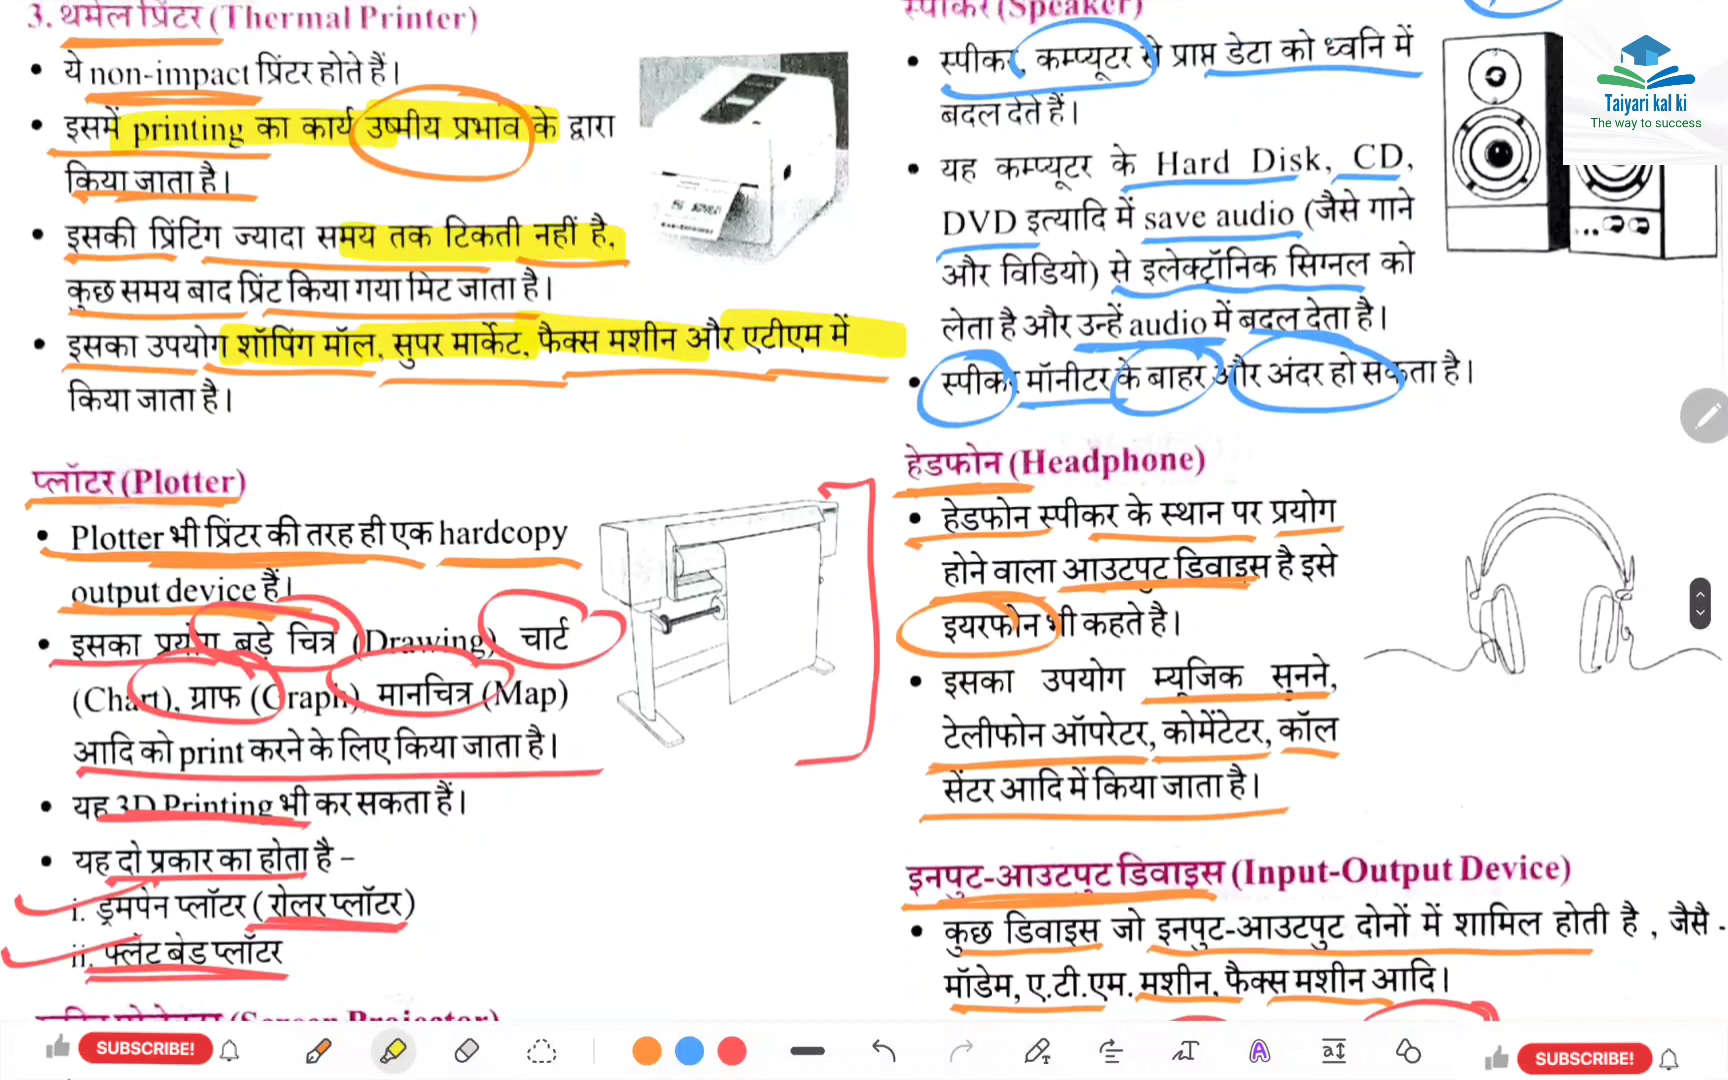 3. थर्मल प्रिंटर (Thermal Printer)
• ये non-impact प्रिंटर होते हैं।
• इसमें printing का कार्य उष्मीय प्रभाव के द्वारा
किया जाता है।
• इसकी प्रिंटिंग ज्यादा समय तक टिकती नहीं है,
कुछ समय बाद प्रिंट किया गया मिट जाता है।
• इसका उपयोग शॉपिंग मॉल, सुपर मार्केट, फैक्स मशीन और एटीएम में
किया जाता है।
प्लॉटर (Plotter)
• Plotter भी प्रिंटर की तरह ही एक hardcopy
output device हैं।
• इसका प्रयोग बड़े चित्र (Drawing), चार्ट
(Chart), ग्राफ (Graph), मानचित्र (Map)
आदि को print करने के लिए किया जाता है।
• यह 3D Printing भी कर सकता हैं।
• यह दो प्रकार का होता है –
i. ड्रमपेन प्लॉटर (रोलर प्लॉटर)
ii. फ्लैट बेड प्लॉटर
(Screen Projector)
स्पीकर (Speaker)
• स्पीकर, कम्प्यूटर से प्राप्त डेटा को ध्वनि में
बदल देते हैं।
• यह कम्प्यूटर के Hard Disk, CD,
DVD इत्यादि में save audio (जैसे गाने
और विडियो) से इलेक्ट्रॉनिक सिग्नल को
लेता है और उन्हें audio में बदल देता है।
• स्पीकर मॉनीटर के बाहर और अंदर हो सकता है।
हेडफोन (Headphone)
• हेडफोन स्पीकर के स्थान पर प्रयोग
होने वाला आउटपुट डिवाइस है इसे
इयरफोन भी कहते है।
• इसका उपयोग म्यूजिक सुनने,
टेलीफोन ऑपरेटर, कोमेंटेटर, कॉल
सेंटर आदि में किया जाता है।
इनपुट-आउटपुट डिवाइस (Input-Output Device)
• कुछ डिवाइस जो इनपुट-आउटपुट दोनों में शामिल होती है , जैसै -
मॉडेम, ए.टी.एम. मशीन, फैक्स मशीन आदि।
Taiyari kal ki
The way to success
SUBSCRIBE!
SUBSCRIBE!